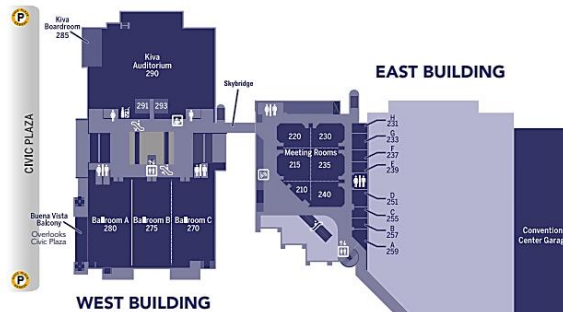 P
Kiva
Boardroom
285
Kiva
Auditorium
290
291
293
Skybridge
EAST BUILDING
CIVIC PLAZA
220
230
Meeting Rooms
215
235
210
240
H
231
G
233
F
237
E
239
D
251
C
255
B
257
A
259
Ballroom A
280
Ballroom B
275
Ballroom C
270
Buena Vista
Balcony
Overlooks
Civic Plaza
Convention
Center Garag
P
WEST BUILDING